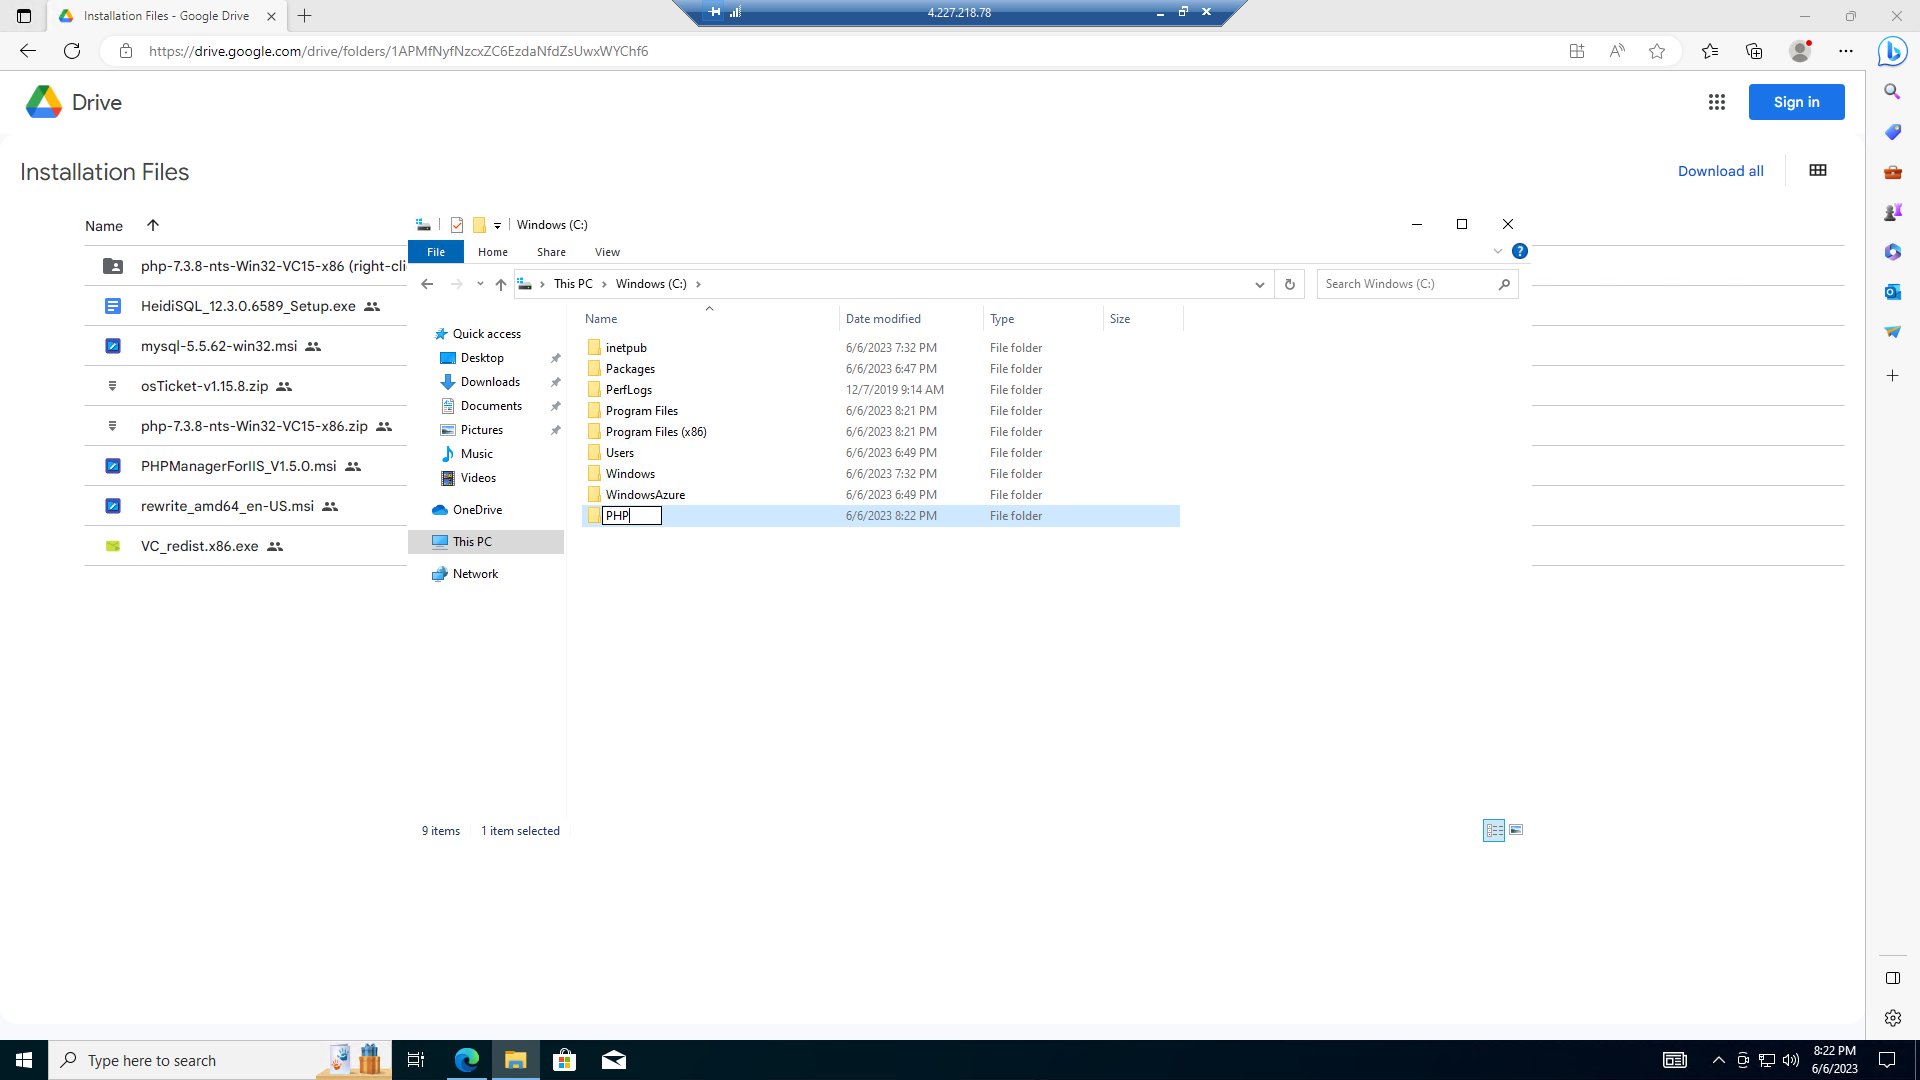 Installation Files - Google Drive
4.227.218.78
https://drive.google.com/drive/folders/1APMfNyfNzcxZC6EzdaNfdZsUwxWYChf6
Drive
Sign in
Installation Files
Download all
Name
php-7.3.8-nts-Win32-VC15-x86 (right-cli
HeidiSQL_12.3.0.6589_Setup.exe
mysql-5.5.62-win32.msi
osTicket-v1.15.8.zip
php-7.3.8-nts-Win32-VC15-x86.zip
PHPManagerForIIS_V1.5.0.msi
rewrite_amd64_en-US.msi
VC_redist.x86.exe
Windows (C:)
File Home Share View
This PC Windows (C:)
Search Windows (C:)
Quick access
Desktop
Downloads
Documents
Pictures
Music
Videos
OneDrive
This PC
Network
Name Date modified Type Size
inetpub 6/6/2023 7:32 PM File folder
Packages 6/6/2023 6:47 PM File folder
PerfLogs 12/7/2019 9:14 AM File folder
Program Files 6/6/2023 8:21 PM File folder
Program Files (x86) 6/6/2023 8:21 PM File folder
Users 6/6/2023 6:49 PM File folder
Windows 6/6/2023 7:32 PM File folder
WindowsAzure 6/6/2023 6:49 PM File folder
PHP 6/6/2023 8:22 PM File folder
9 items 1 item selected
Type here to search
8:22 PM
6/6/2023